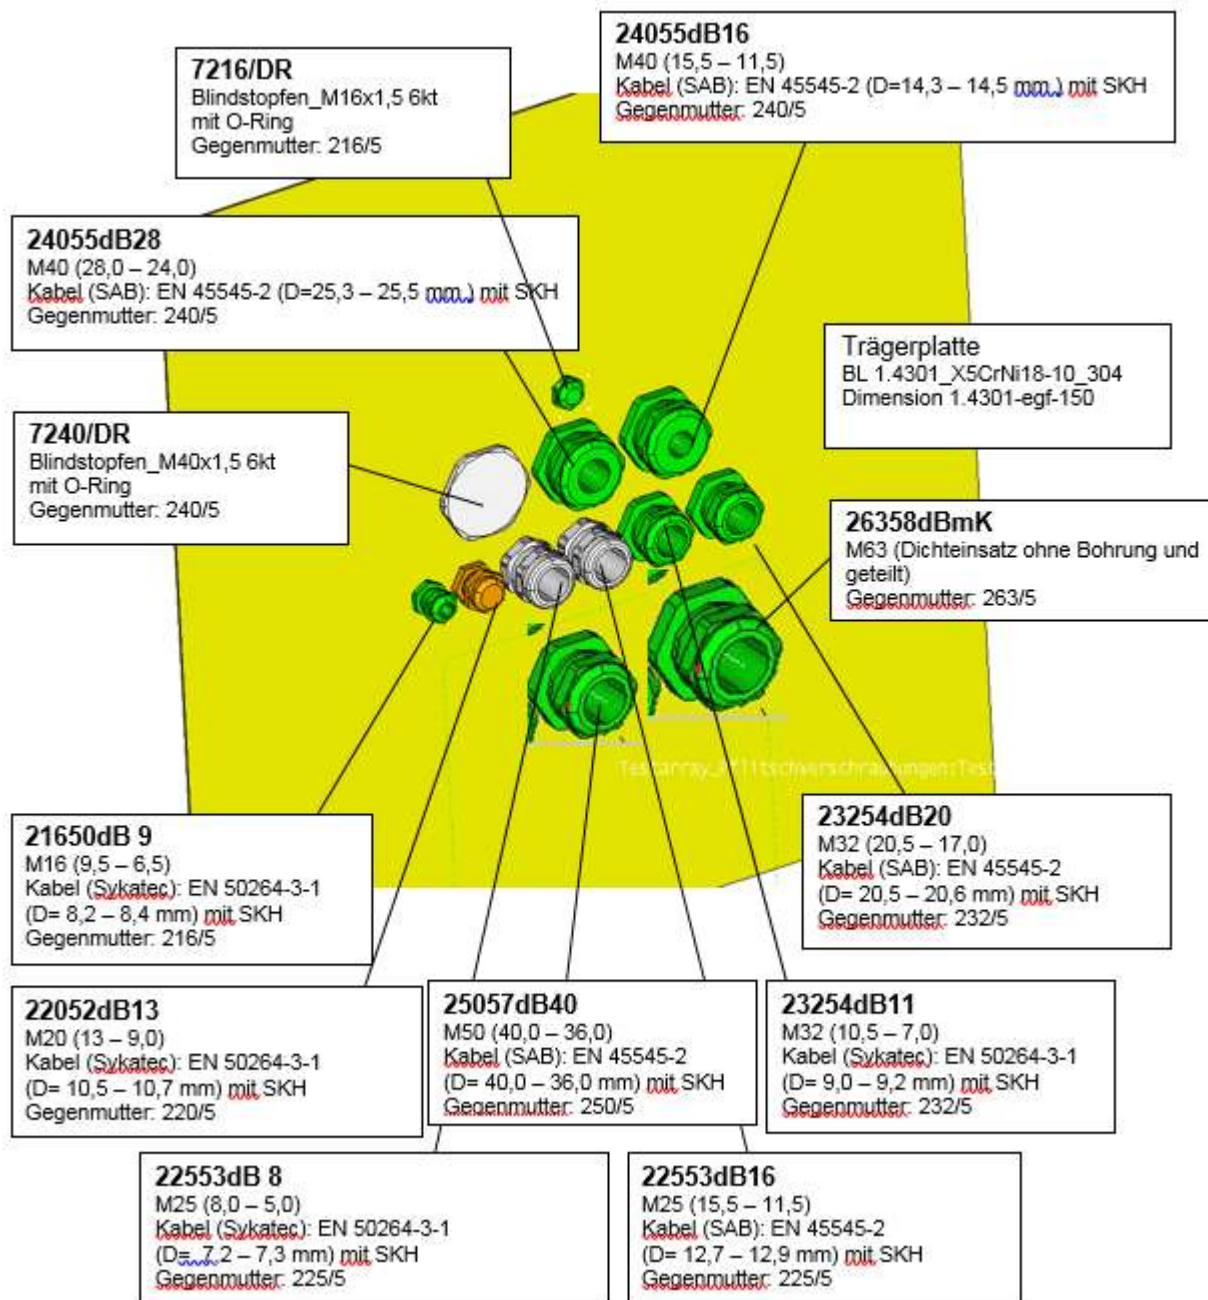 24055dB16
M40 (15,5 – 11,5)
Kabel (SAB): EN 45545-2 (D=14,3 – 14,5 mm ) mit SKH
Gegenmutter: 240/5
7216/DR
Blindstopfen_M16x1,5 6kt
mit O-Ring
Gegenmutter: 216/5
24055dB28
M40 (28,0 – 24,0)
Kabel (SAB): EN 45545-2 (D=25,3 – 25,5 mm ) mit SKH
Gegenmutter: 240/5
Trägerplatte
BL 1.4301_X5CrNi18-10_304
Dimension 1.4301-egf-150
7240/DR
Blindstopfen_M40x1,5 6kt
mit O-Ring
Gegenmutter: 240/5
26358dBmK
M63 (Dichteinsatz ohne Bohrung und
geteilt)
Gegenmutter: 263/5
21650dB 9
M16 (9,5 – 6,5)
Kabel (Sykatec): EN 50264-3-1
(D= 8,2 – 8,4 mm) mit SKH
Gegenmutter: 216/5
23254dB20
M32 (20,5 – 17,0)
Kabel (SAB): EN 45545-2
(D= 20,5 – 20,6 mm) mit SKH
Gegenmutter: 232/5
22052dB13
M20 (13 – 9,0)
Kabel (Sykatec): EN 50264-3-1
(D= 10,5 – 10,7 mm) mit SKH
Gegenmutter: 220/5
25057dB40
M50 (40,0 – 36,0)
Kabel (SAB): EN 45545-2
(D= 40,0 – 36,0 mm) mit SKH
Gegenmutter: 250/5
23254dB11
M32 (10,5 – 7,0)
Kabel (Sykatec): EN 50264-3-1
(D= 9,0 – 9,2 mm) mit SKH
Gegenmutter: 232/5
22553dB 8
M25 (8,0 – 5,0)
Kabel (Sykatec): EN 50264-3-1
(D= 7,2 – 7,3 mm) mit SKH
Gegenmutter: 225/5
22553dB16
M25 (15,5 – 11,5)
Kabel (SAB): EN 45545-2
(D= 12,7 – 12,9 mm) mit SKH
Gegenmutter: 225/5